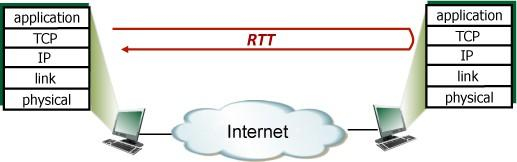 application
TCP
IP
link
physical
RTT
Internet
application
TCP
IP
link
physical